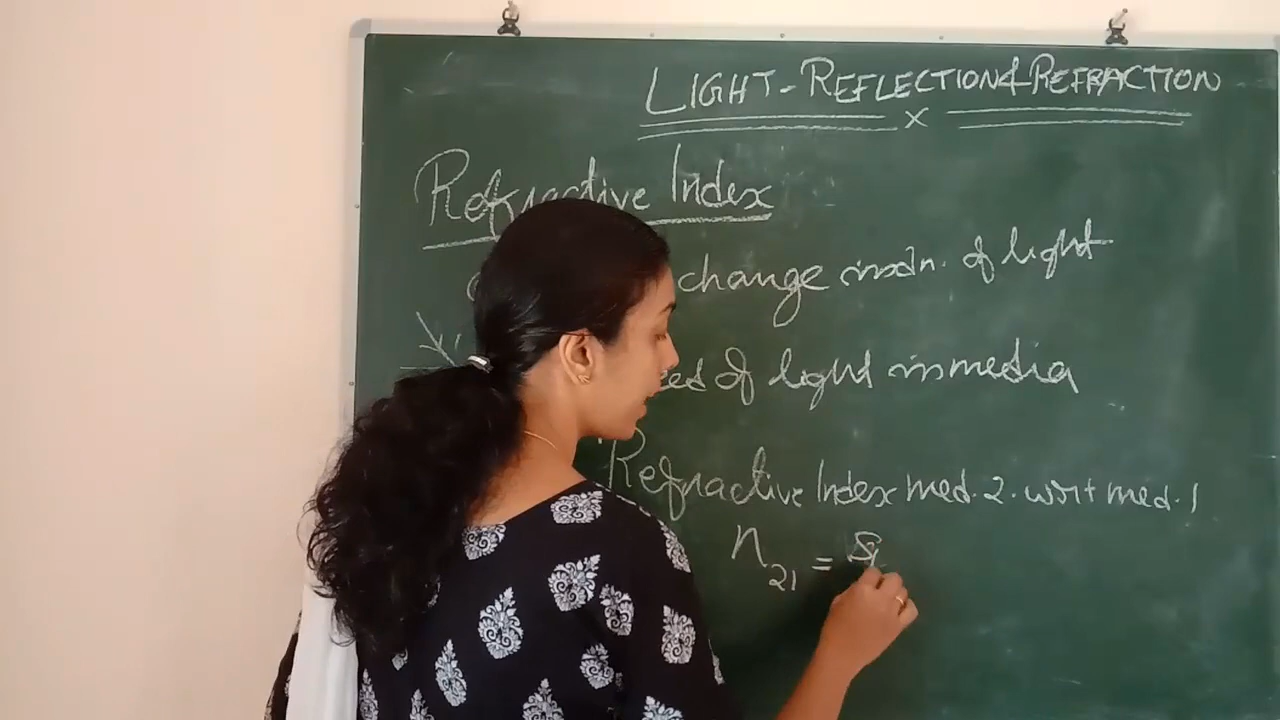 LIGHT - REFLECTION & REFRACTION
x
Refractive Index
change in dn. of light
of light in media
Refractive Index med. 2. wrt med. 1
n21 =